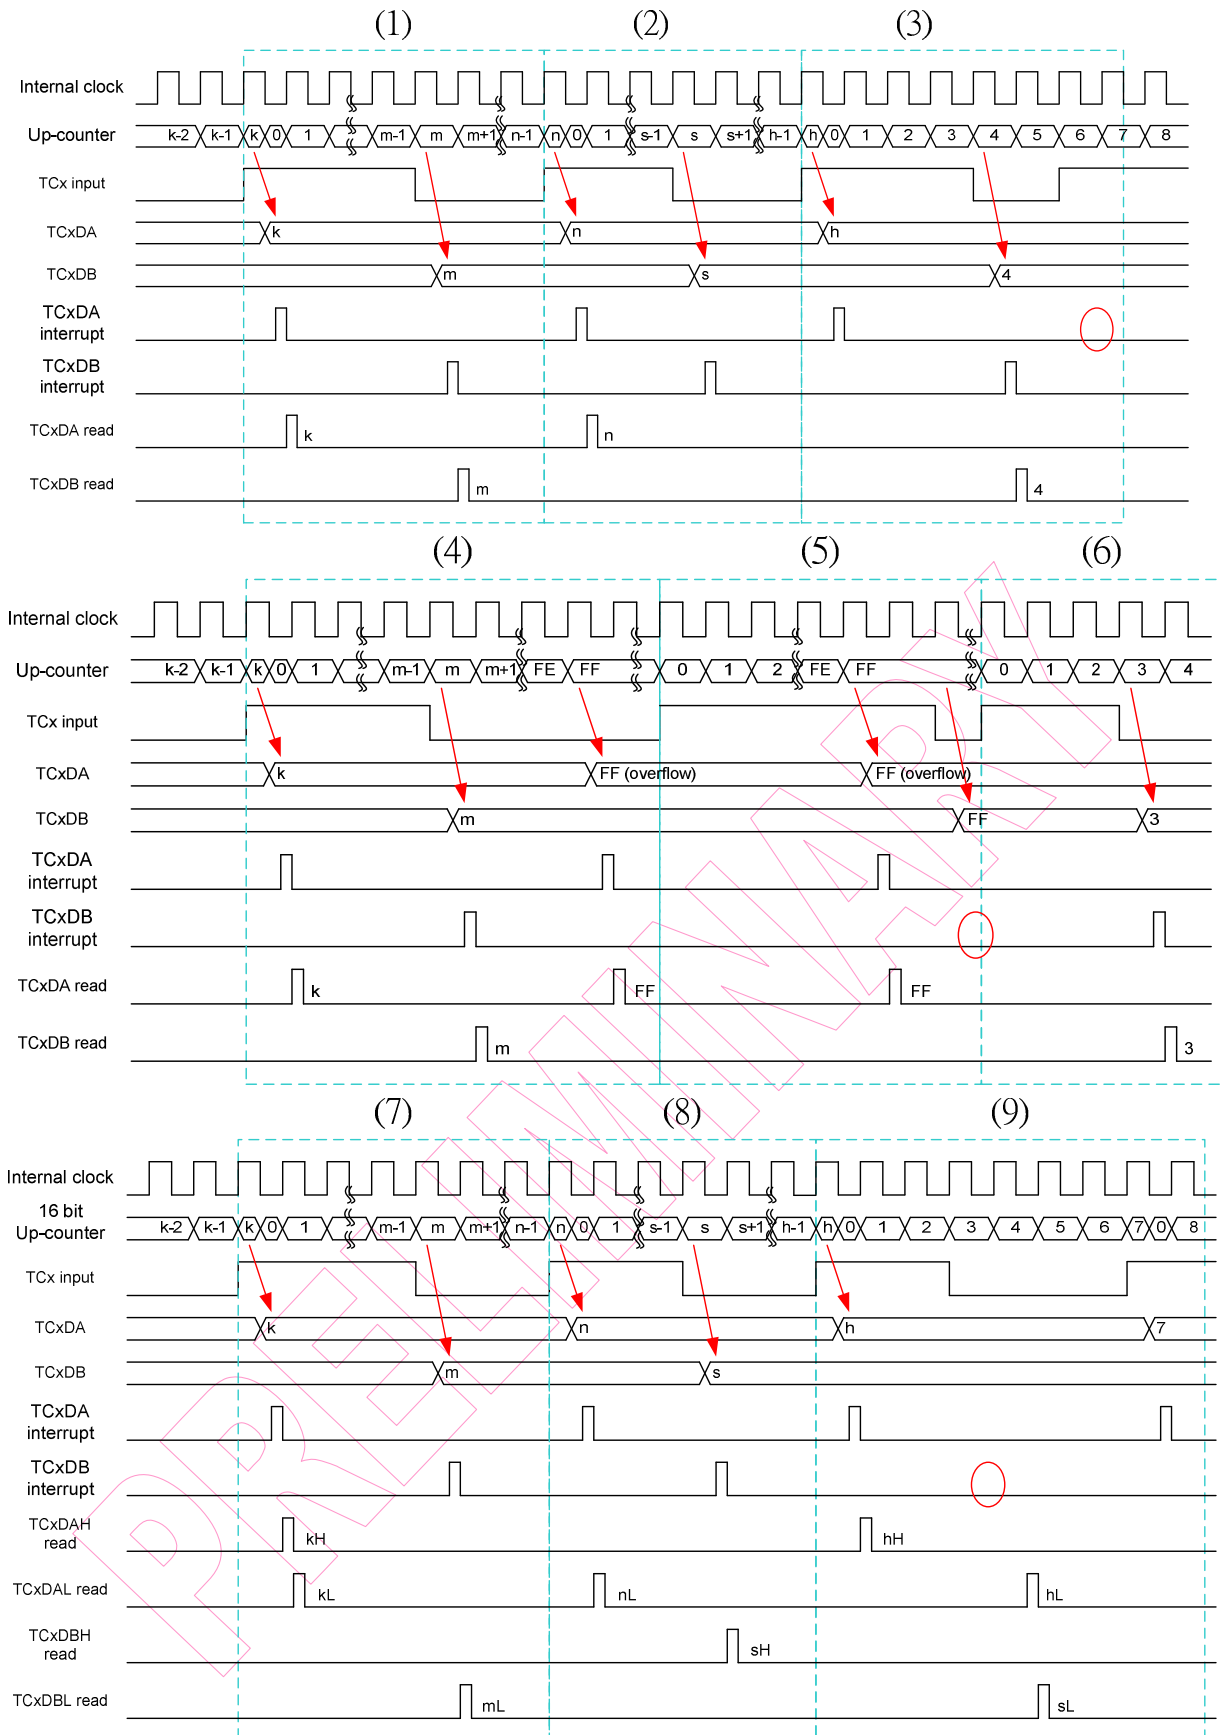 (1) (2) (3)
Internal clock
Up-counter k-2 k-1 k 0 1 m-1 m m+1 n-1 n 0 1 s-1 s s+1 h-1 h 0 1 2 3 4 5 6 7 8
TCx input
TCxDA k n h
TCxDB m s 4
TCxDA
interrupt
TCxDB
interrupt
TCxDA read k n
TCxDB read m 4
(4) (5) (6)
Internal clock
Up-counter k-2 k-1 k 0 1 m-1 m m+1 FE FF 0 1 2 FE FF 0 1 2 3 4
TCx input
TCxDA k FF (overflow) FF (overflow)
TCxDB m FF 3
TCxDA
interrupt
TCxDB
interrupt
TCxDA read k FF FF
TCxDB read m 3
(7) (8) (9)
Internal clock
16 bit
Up-counter k-2 k-1 k 0 1 m-1 m m+1 n-1 n 0 1 s-1 s s+1 h-1 h 0 1 2 3 4 5 6 7 0 8
TCx input
TCxDA k n h 7
TCxDB m s
TCxDA
interrupt
TCxDB
interrupt
TCxDAH
read kH hH
TCxDAL read kL nL hL
TCxDBH
read sH
TCxDBL read mL sL
PRELIMINARY